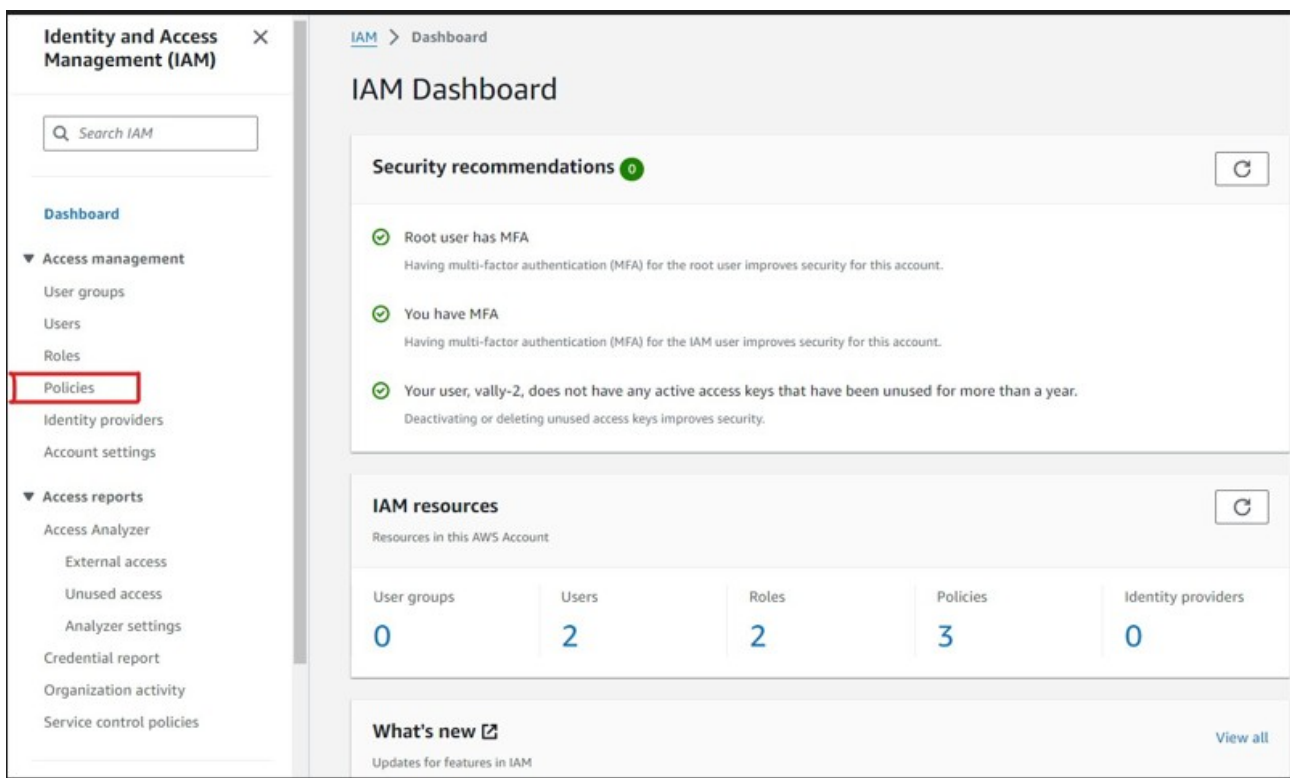 Identity and Access
Management (IAM)
Search IAM
Dashboard
Access management
User groups
Users
Roles
Policies
Identity providers
Account settings
Access reports
Access Analyzer
External access
Unused access
Analyzer settings
Credential report
Organization activity
Service control policies
IAM > Dashboard
IAM Dashboard
Security recommendations 0
Root user has MFA
Having multi-factor authentication (MFA) for the root user improves security for this account.
You have MFA
Having multi-factor authentication (MFA) for the IAM user improves security for this account.
Your user, vally-2, does not have any active access keys that have been unused for more than a year.
Deactivating or deleting unused access keys improves security.
IAM resources
Resources in this AWS Account
User groups Users Roles Policies Identity providers
0 2 2 3 0
What's new
View all
Updates for features in IAM